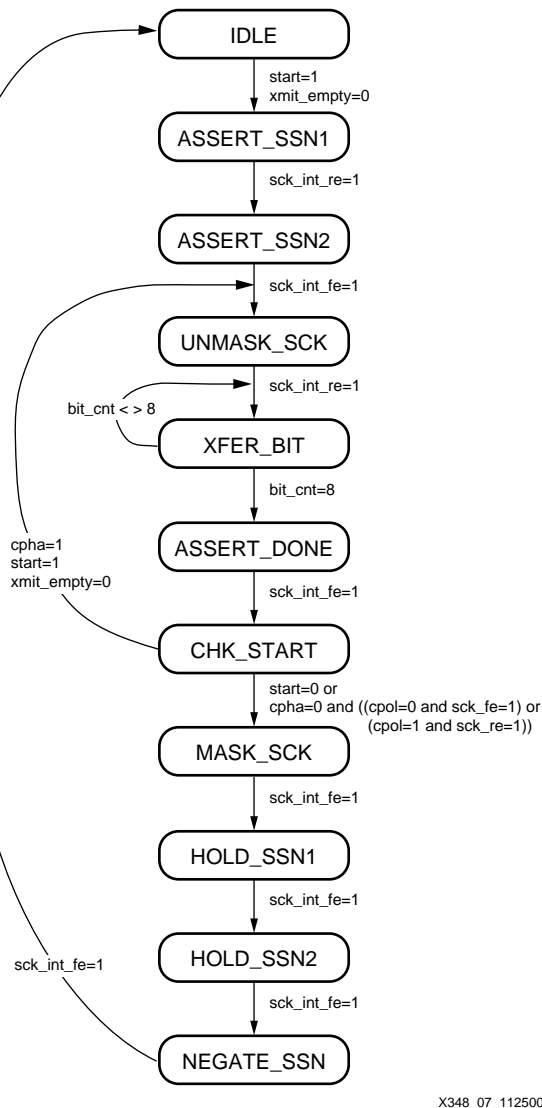 IDLE
start=1
xmit_empty=0
ASSERT_SSN1
sck_int_re=1
ASSERT_SSN2
sck_int_fe=1
UNMASK_SCK
sck_int_re=1
bit_cnt < > 8
XFER_BIT
bit_cnt=8
ASSERT_DONE
cpha=1
start=1
xmit_empty=0
sck_int_fe=1
CHK_START
start=0 or
cpha=0 and ((cpol=0 and sck_fe=1) or
(cpol=1 and sck_re=1))
MASK_SCK
sck_int_fe=1
HOLD_SSN1
sck_int_fe=1
HOLD_SSN2
sck_int_fe=1
sck_int_fe=1
NEGATE_SSN
X348_07_112500